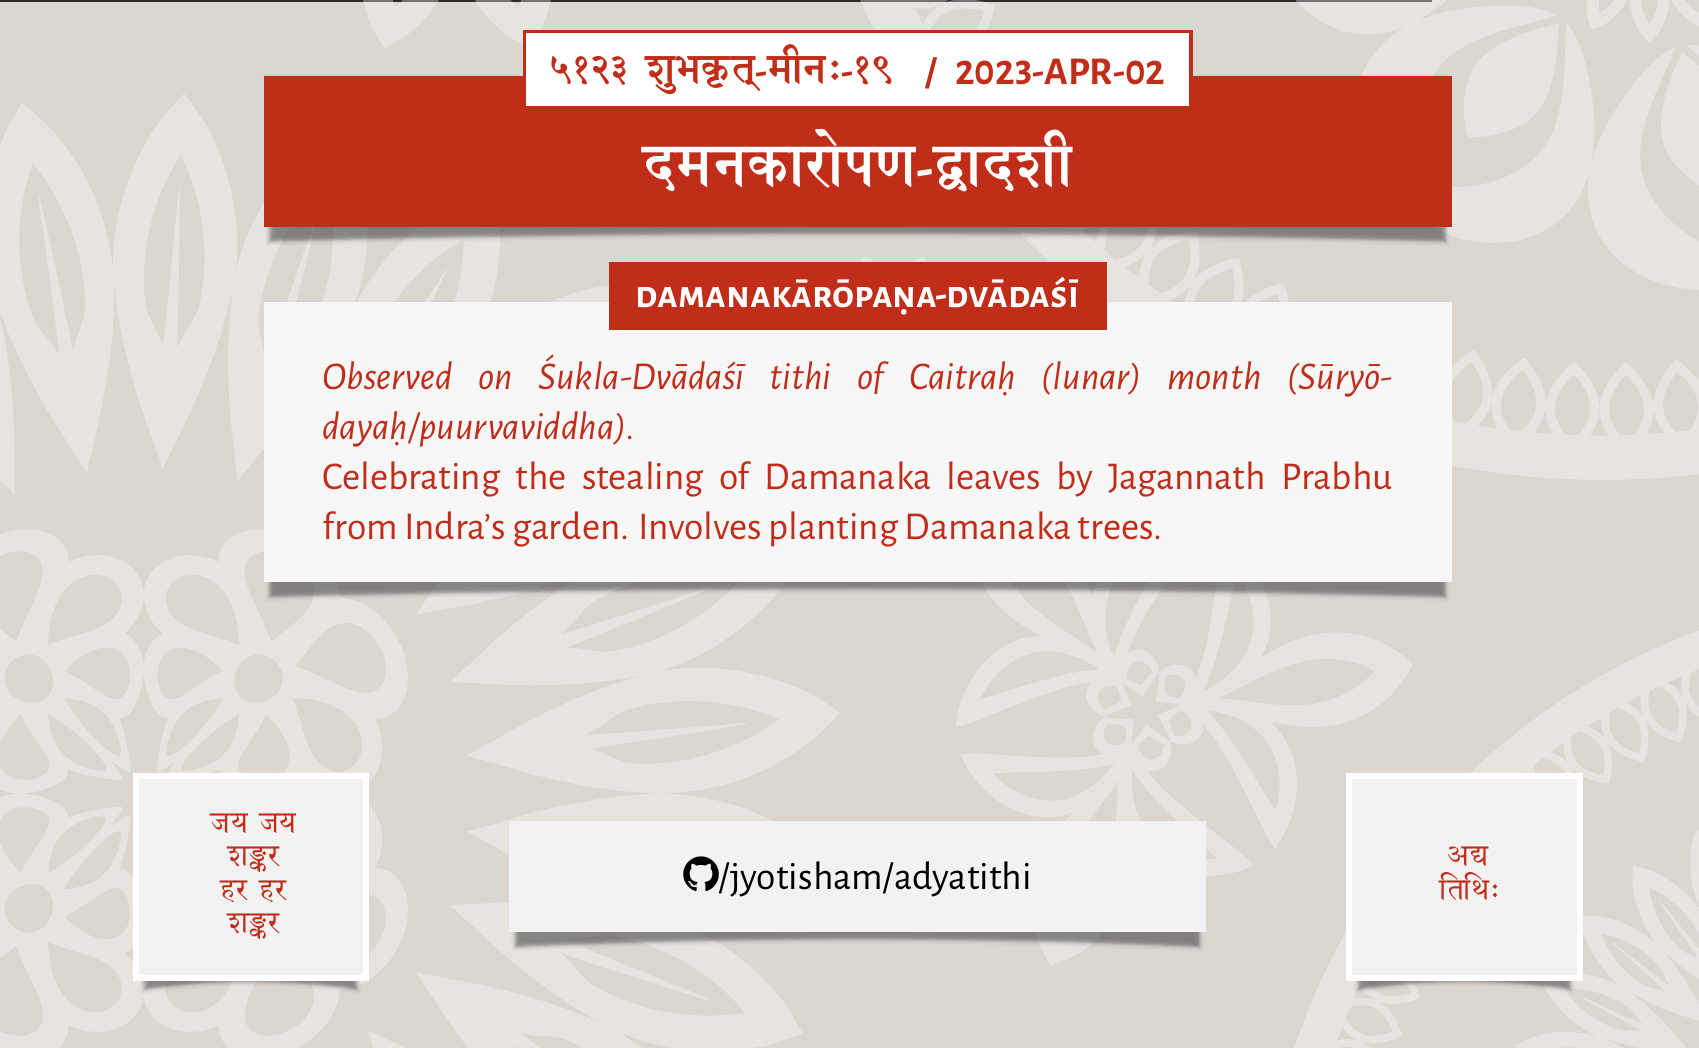 ५१२३ शुभकृत्-मीनः-१९ / 2023-APR-02
दमनकारोपण-द्वादशी
DAMANAKĀRŌPAṆA-DVĀDAŚĪ
Observed on Śukla-Dvādaśī tithi of Caitraḥ (lunar) month (Sūryō-
dayaḥ/puurvaviddha).
Celebrating the stealing of Damanaka leaves by Jagannath Prabhu
from Indra’s garden. Involves planting Damanaka trees.
जय जय
शङ्कर
हर हर
शङ्कर
/jyotisham/adyatithi
अद्य
तिथिः